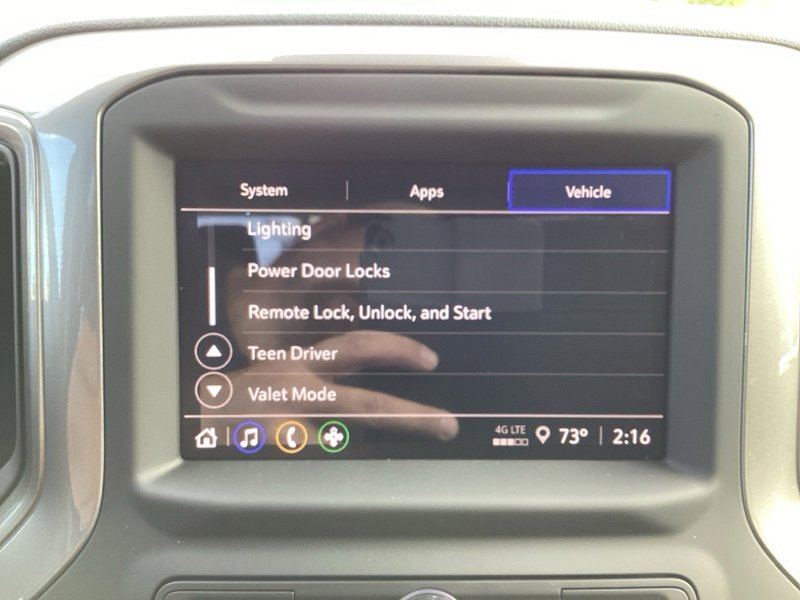 System | Apps | Vehicle
Lighting
Power Door Locks
Remote Lock, Unlock, and Start
Teen Driver
Valet Mode
4G LTE 73° | 2:16